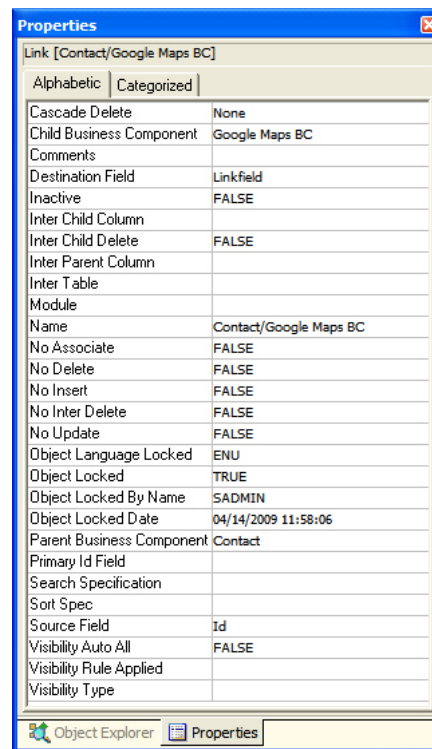 Properties
Link [Contact/Google Maps BC]
Alphabetic Categorized
Cascade Delete None
Child Business Component Google Maps BC
Comments
Destination Field Linkfield
Inactive FALSE
Inter Child Column
Inter Child Delete FALSE
Inter Parent Column
Inter Table
Module
Name Contact/Google Maps BC
No Associate FALSE
No Delete FALSE
No Insert FALSE
No Inter Delete FALSE
No Update FALSE
Object Language Locked ENU
Object Locked TRUE
Object Locked By Name SADMIN
Object Locked Date 04/14/2009 11:58:06
Parent Business Component Contact
Primary Id Field
Search Specification
Sort Spec
Source Field Id
Visibility Auto All FALSE
Visibility Rule Applied
Visibility Type
Object Explorer Properties